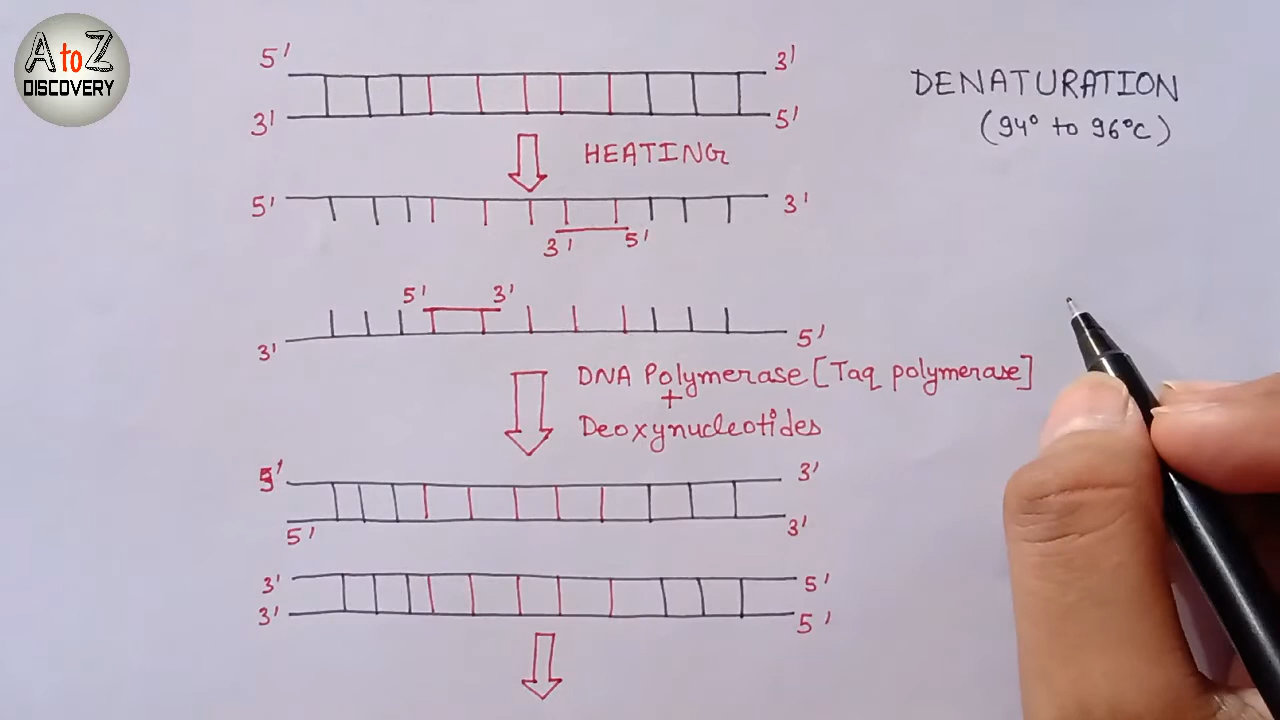 A to Z
DISCOVERY
5' 3'
3' 5'
DENATURATION
(94° to 96°C)
HEATING
5' 3'
3' 5'
5' 3'
3' 5'
DNA Polymerase [Taq polymerase]
+
Deoxynucleotides
5' 3'
5' 3'
3' 5'
3' 5'